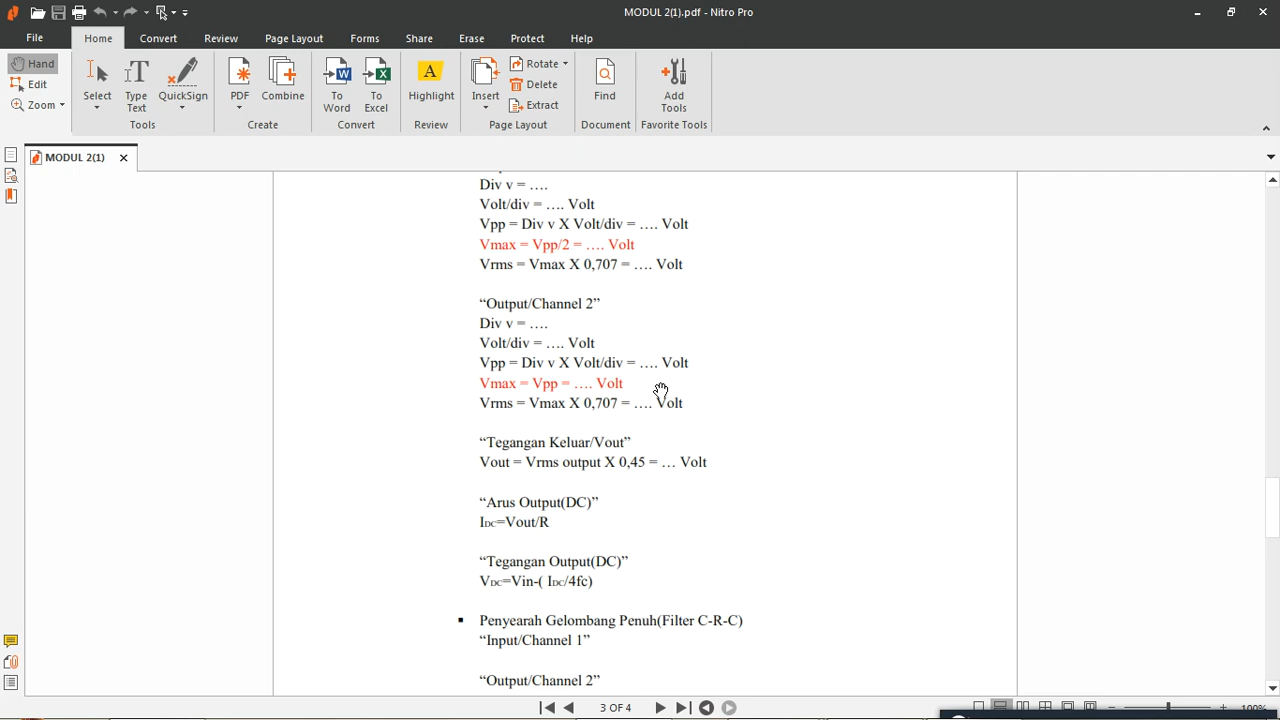 MODUL 2(1).pdf - Nitro Pro
File Home Convert Review Page Layout Forms Share Erase Protect Help
Hand
Edit
Zoom
Select
Type Text
QuickSign
Tools
PDF
Combine
Create
To Word
To Excel
Convert
Highlight
Review
Insert
Rotate
Delete
Extract
Page Layout
Find
Document
Add Tools
Favorite Tools
MODUL 2(1)
Div v = ....
Volt/div = .... Volt
Vpp = Div v X Volt/div = .... Volt
Vmax = Vpp/2 = .... Volt
Vrms = Vmax X 0,707 = .... Volt
“Output/Channel 2”
Div v = ....
Volt/div = .... Volt
Vpp = Div v X Volt/div = .... Volt
Vmax = Vpp = .... Volt
Vrms = Vmax X 0,707 = .... Volt
“Tegangan Keluar/Vout”
Vout = Vrms output X 0,45 = ... Volt
“Arus Output(DC)”
IDC=Vout/R
“Tegangan Output(DC)”
VDC=Vin-( IDC/4fc)
▪ Penyearah Gelombang Penuh(Filter C-R-C)
“Input/Channel 1”
“Output/Channel 2”
3 OF 4
100%